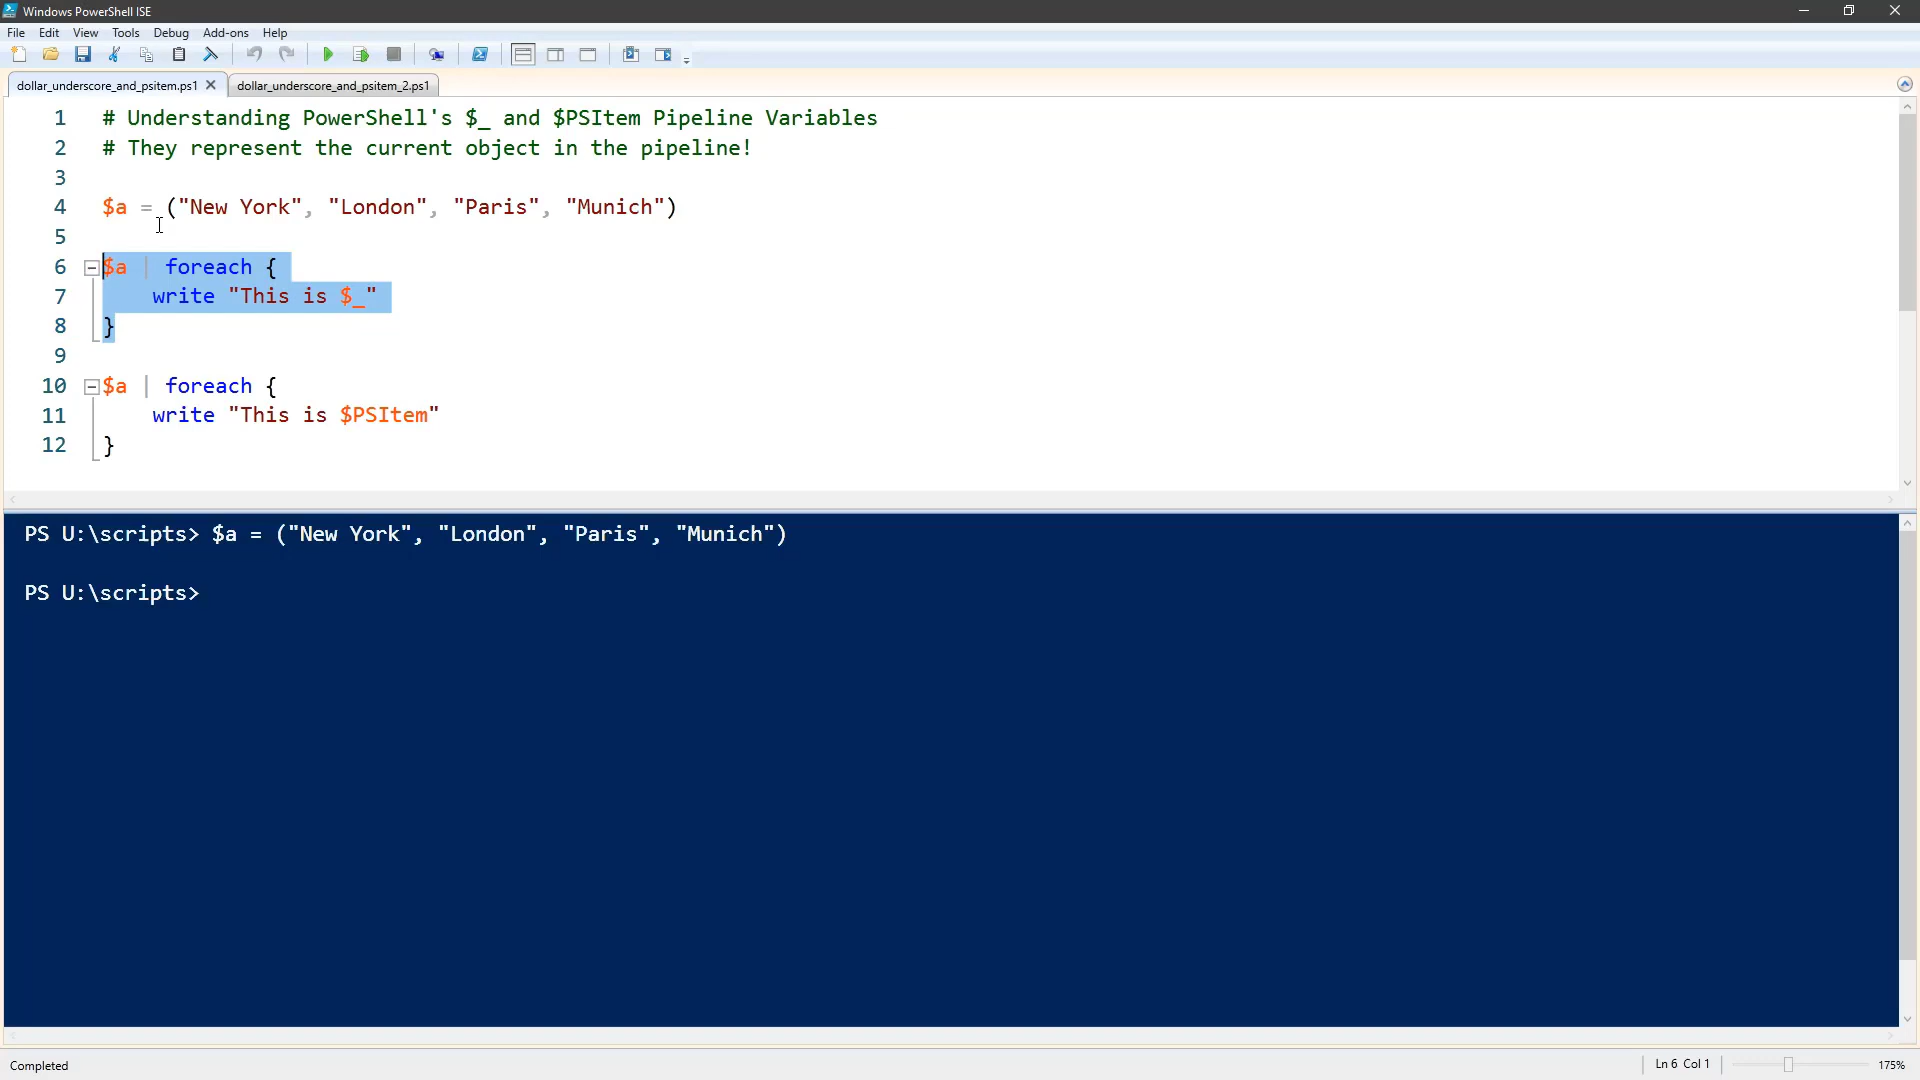 Windows PowerShell ISE
File Edit View Tools Debug Add-ons Help
dollar_underscore_and_psitem.ps1 dollar_underscore_and_psitem_2.ps1
1 # Understanding PowerShell's $_ and $PSItem Pipeline Variables
2 # They represent the current object in the pipeline!
3
4 $a = ("New York", "London", "Paris", "Munich")
5
6 $a | foreach {
7 write "This is $_"
8 }
9
10 $a | foreach {
11 write "This is $PSItem"
12 }
PS U:\scripts> $a = ("New York", "London", "Paris", "Munich")
PS U:\scripts>
Completed Ln 6 Col 1 175%